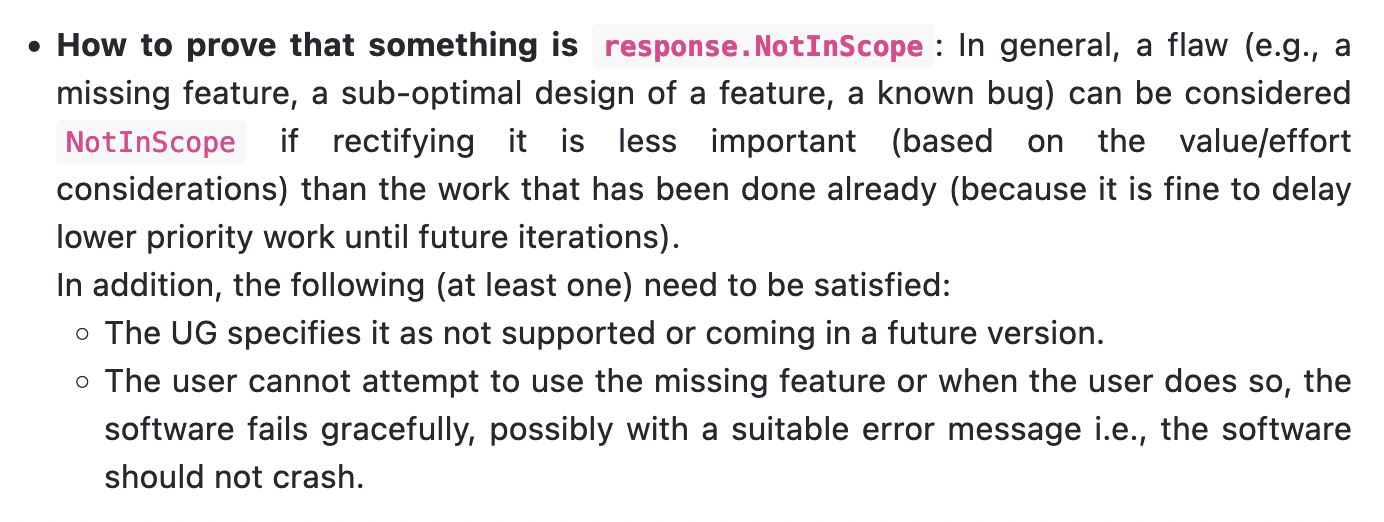 • How to prove that something is response.NotInScope: In general, a flaw (e.g., a
missing feature, a sub-optimal design of a feature, a known bug) can be considered
NotInScope if rectifying it is less important (based on the value/effort
considerations) than the work that has been done already (because it is fine to delay
lower priority work until future iterations).
In addition, the following (at least one) need to be satisfied:
○ The UG specifies it as not supported or coming in a future version.
○ The user cannot attempt to use the missing feature or when the user does so, the
software fails gracefully, possibly with a suitable error message i.e., the software
should not crash.